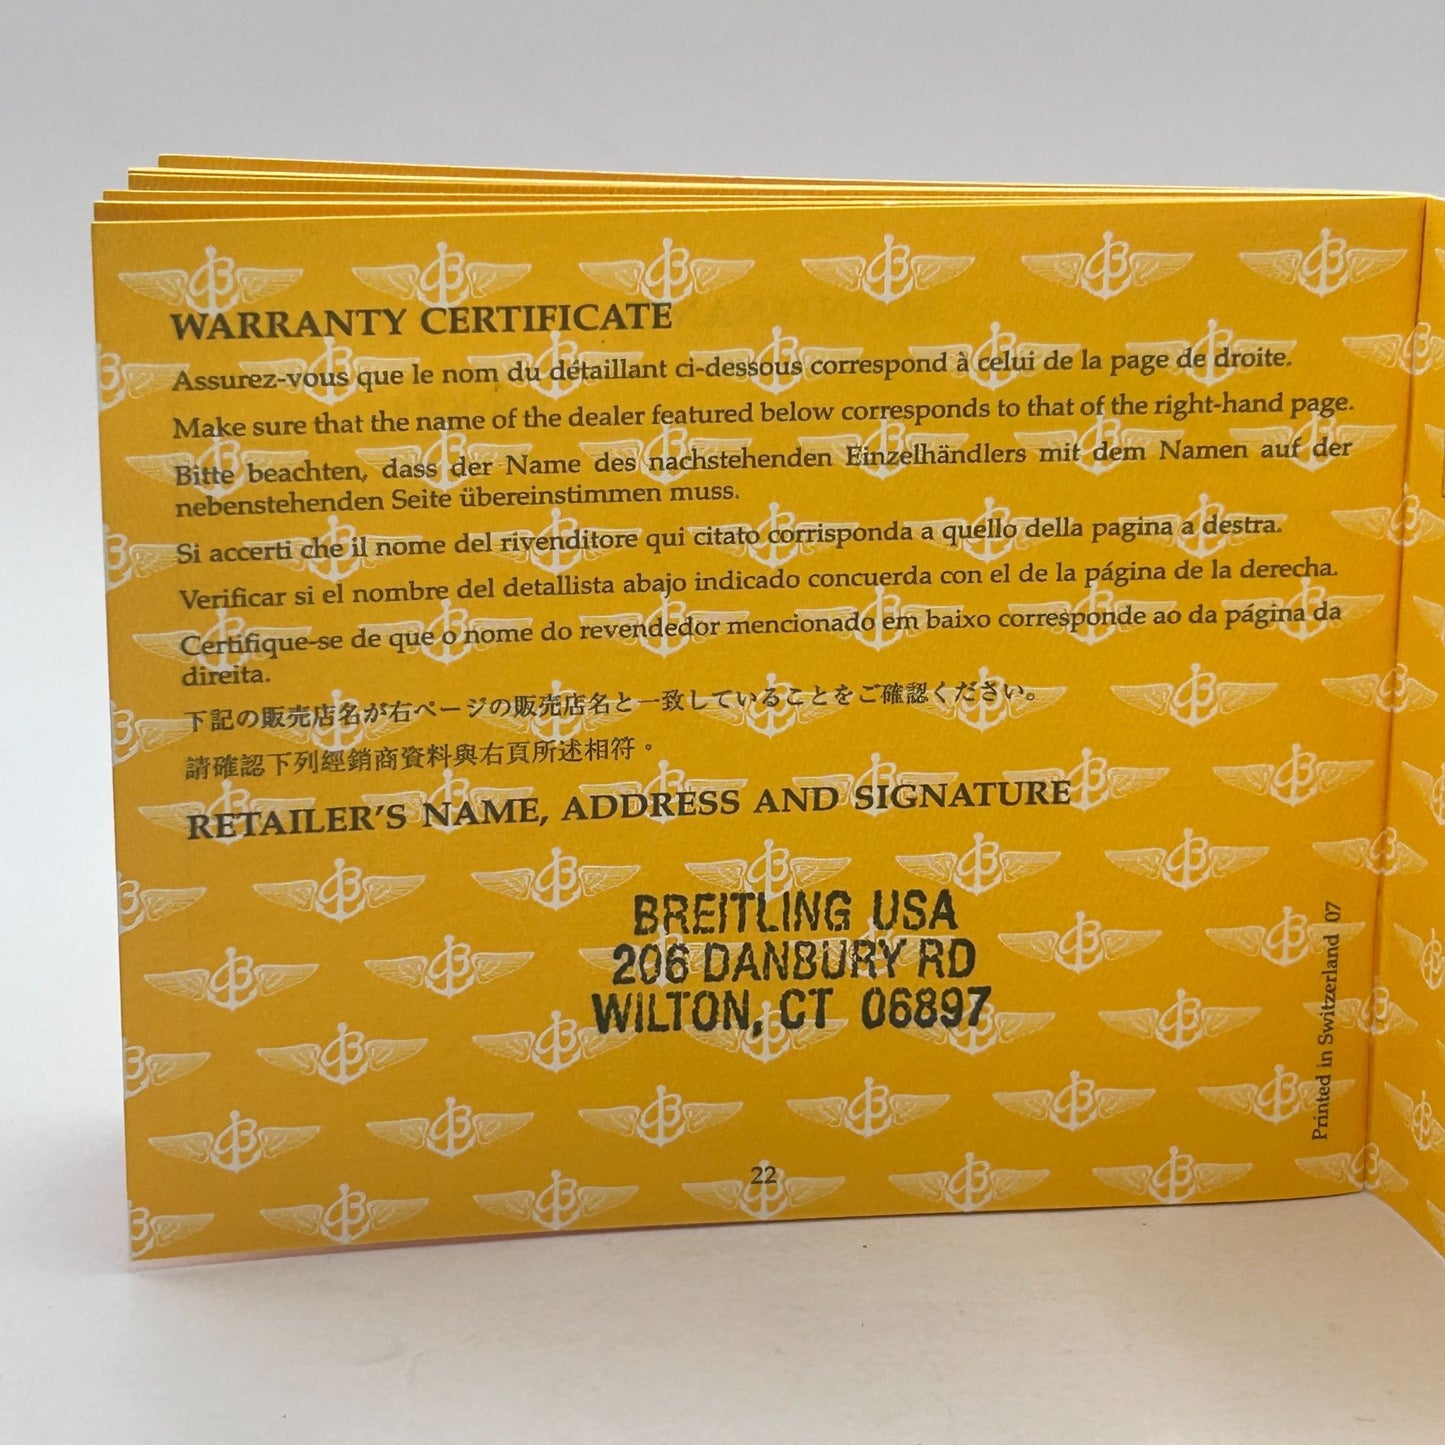 WARRANTY CERTIFICATE
Assurez-vous que le nom du détaillant ci-dessous correspond à celui de la page de droite.
Make sure that the name of the dealer featured below corresponds to that of the right-hand page.
Bitte beachten, dass der Name des nachstehenden Einzelhändlers mit dem Namen auf der
nebenstehenden Seite übereinstimmen muss.
Si accerti che il nome del rivenditore qui citato corrisponda a quello della pagina a destra.
Verificar si el nombre del detallista abajo indicado concuerda con el de la página de la derecha.
Certifique-se de que o nome do revendedor mencionado em baixo corresponde ao da página da
direita.
下記の販売店名が右ページの販売店名と一致していることをご確認ください。
請確認下列經銷商資料與右頁所述相符。
RETAILER'S NAME, ADDRESS AND SIGNATURE
BREITLING USA
206 DANBURY RD
WILTON, CT 06897
Printed in Switzerland 07
22